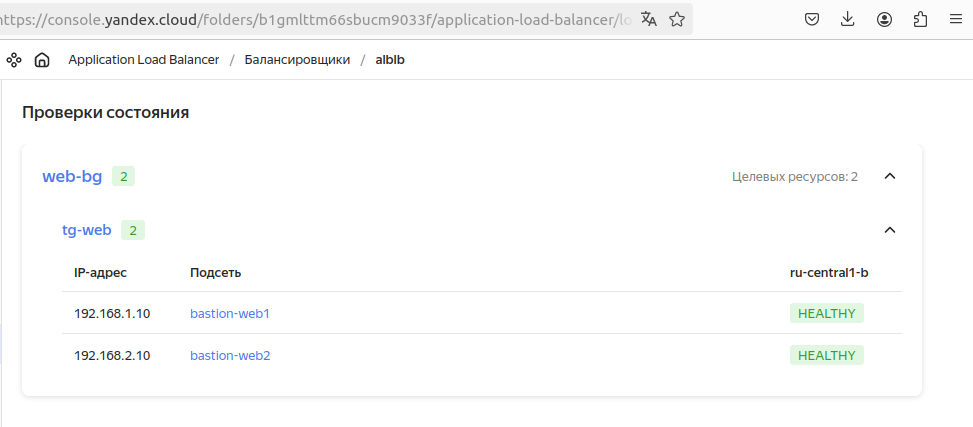 https://console.yandex.cloud/folders/b1gmlttm66sbucm9033f/application-load-balancer/lo
Application Load Balancer / Балансировщики / alblb
Проверки состояния
web-bg 2 Целевых ресурсов: 2
tg-web 2
IP-адрес Подсеть ru-central1-b
192.168.1.10 bastion-web1 HEALTHY
192.168.2.10 bastion-web2 HEALTHY